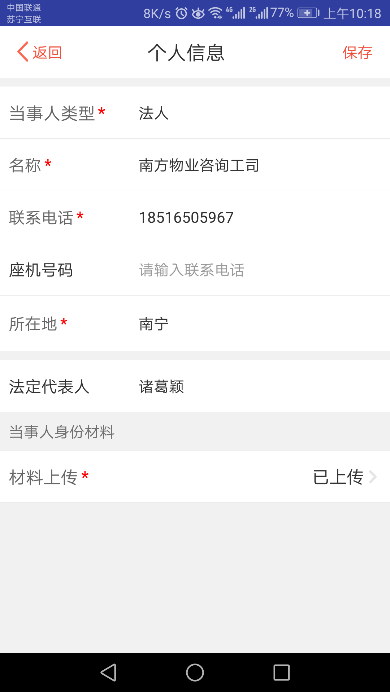 中国联通
苏宁互联
8K/s 4G 2G 77% 上午10:18
返回 个人信息 保存
当事人类型* 法人
名称* 南方物业咨询工司
联系电话* 18516505967
座机号码 请输入联系电话
所在地* 南宁
法定代表人 诸葛颖
当事人身份材料
材料上传* 已上传